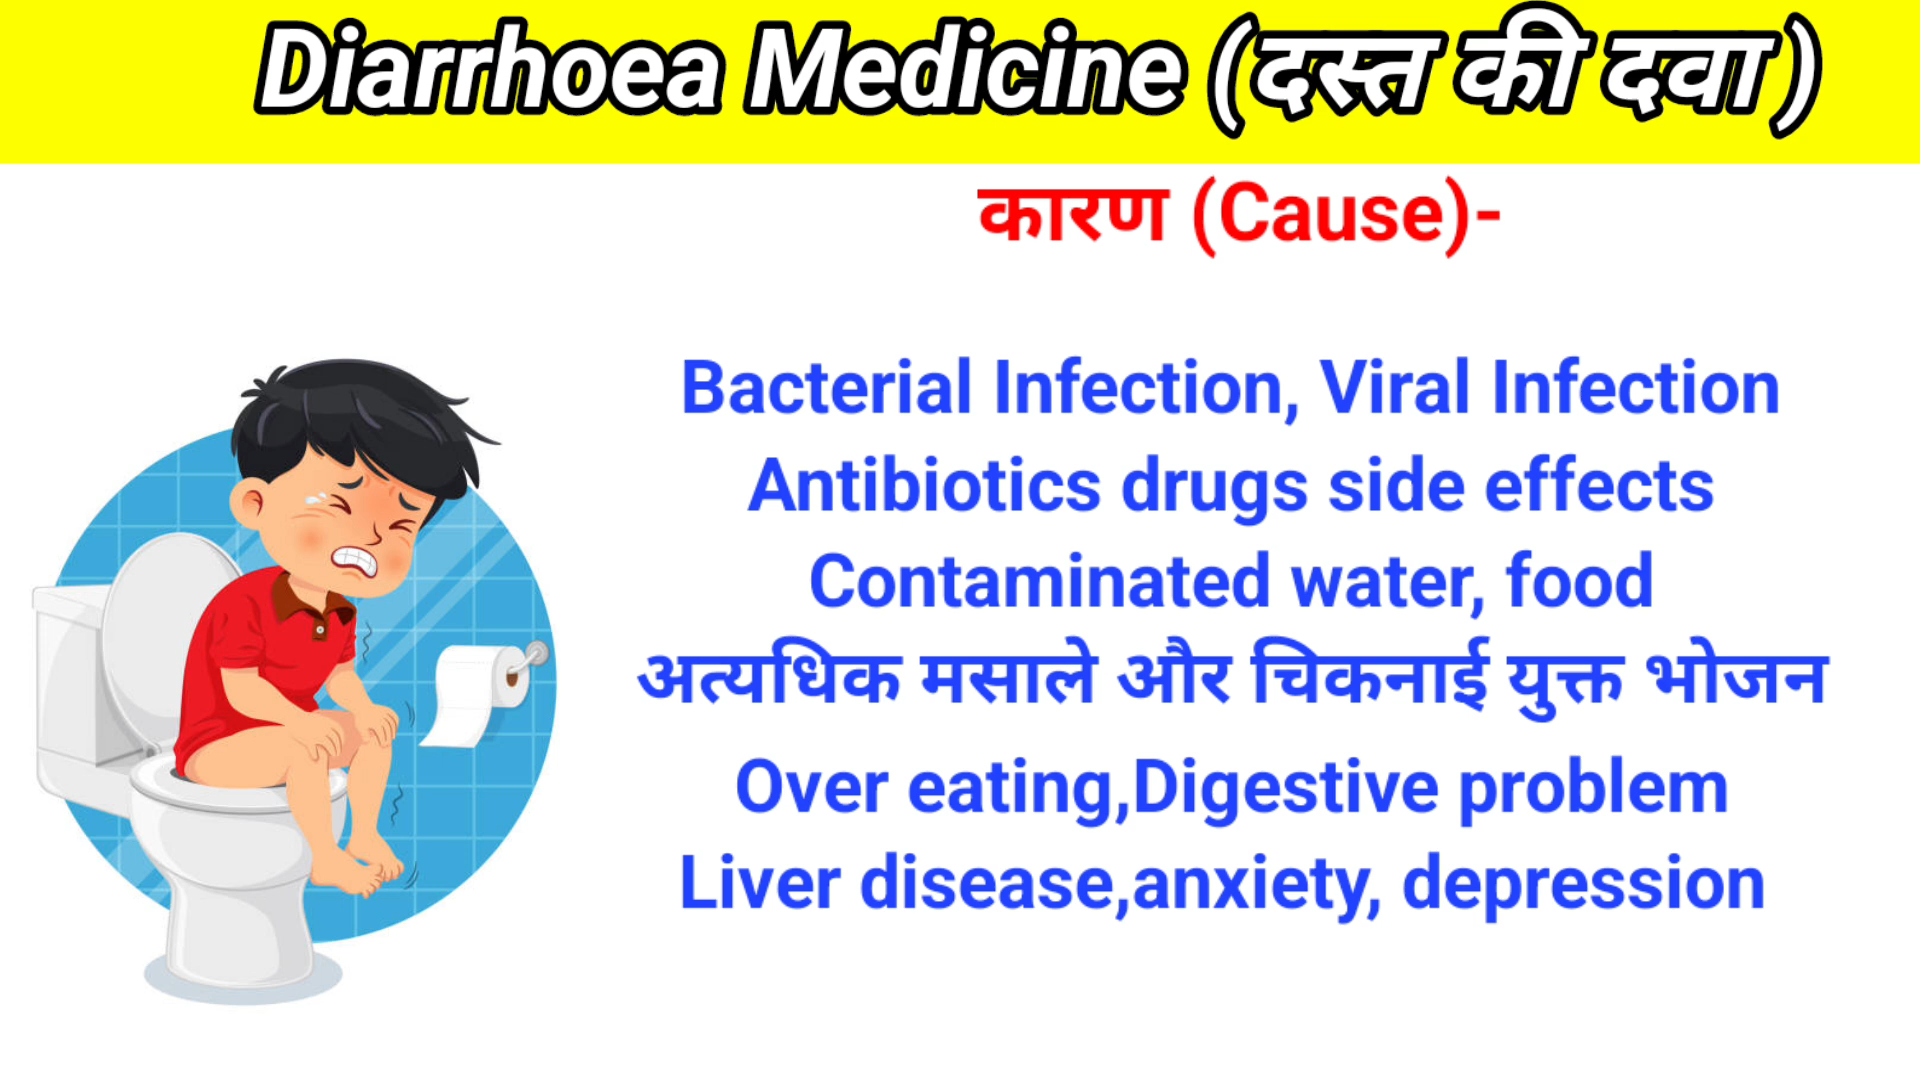 Diarrhoea Medicine (दस्त की दवा)
कारण (Cause)-
Bacterial Infection, Viral Infection
Antibiotics drugs side effects
Contaminated water, food
अत्यधिक मसाले और चिकनाई युक्त भोजन
Over eating,Digestive problem
Liver disease,anxiety, depression